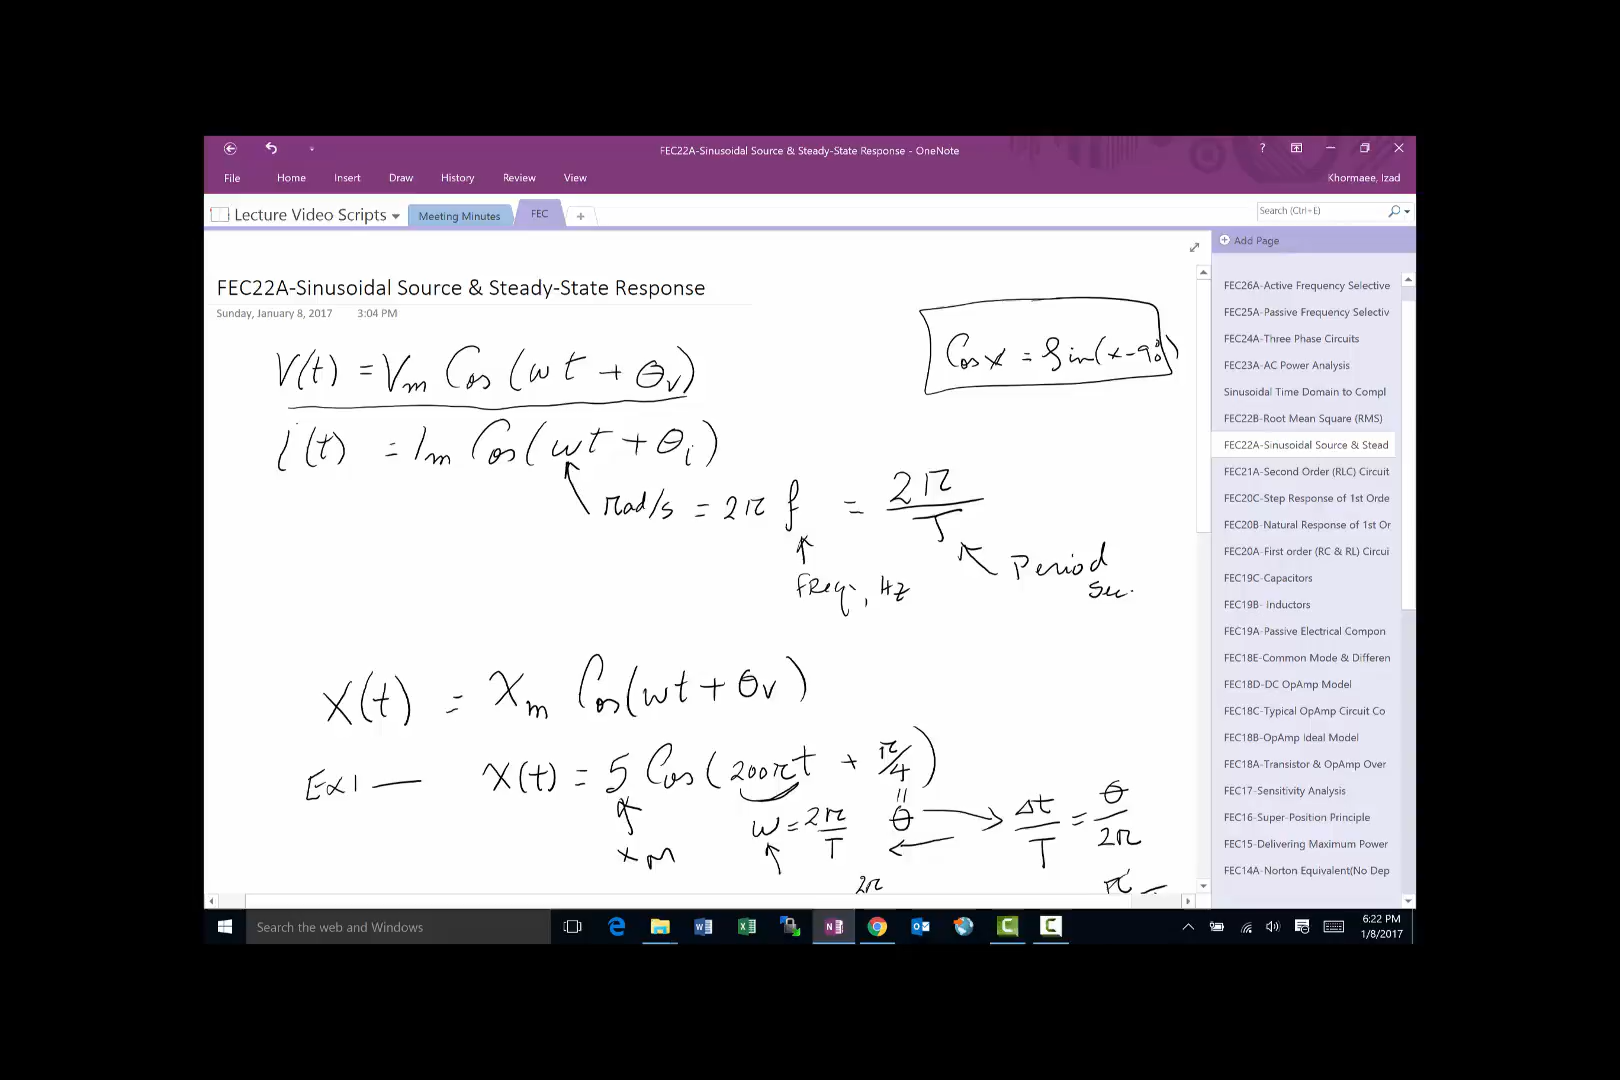 FEC22A-Sinusoidal Source & Steady-State Response - OneNote
File Home Insert Draw History Review View
Khormaee, Izad
Lecture Video Scripts
Meeting Minutes
FEC
Search (Ctrl+E)
FEC22A-Sinusoidal Source & Steady-State Response
Sunday, January 8, 2017 3:04 PM
V(t) = Vm Cos(ωt + θv)
Cos x = Sin(x-90°)
i(t) = Im Cos(ωt + θi)
rad/s = 2π f = 2π/T
Freq, Hz
Period
Sec.
X(t) = Xm Cos(ωt + θv)
Ex1 — X(t) = 5 Cos(200πt + π/4)
Xm
ω = 2π/T
"
θ
Δt/T = θ/2π
2π
π
Add Page
FEC26A-Active Frequency Selective
FEC25A-Passive Frequency Selectiv
FEC24A-Three Phase Circuits
FEC23A-AC Power Analysis
Sinusoidal Time Domain to Compl
FEC22B-Root Mean Square (RMS)
FEC22A-Sinusoidal Source & Stead
FEC21A-Second Order (RLC) Circuit
FEC20C-Step Response of 1st Orde
FEC20B-Natural Response of 1st Or
FEC20A-First order (RC & RL) Circui
FEC19C-Capacitors
FEC19B- Inductors
FEC19A-Passive Electrical Compon
FEC18E-Common Mode & Differen
FEC18D-DC OpAmp Model
FEC18C-Typical OpAmp Circuit Co
FEC18B-OpAmp Ideal Model
FEC18A-Transistor & OpAmp Over
FEC17-Sensitivity Analysis
FEC16-Super-Position Principle
FEC15-Delivering Maximum Power
FEC14A-Norton Equivalent(No Dep
Search the web and Windows
6:22 PM
1/8/2017